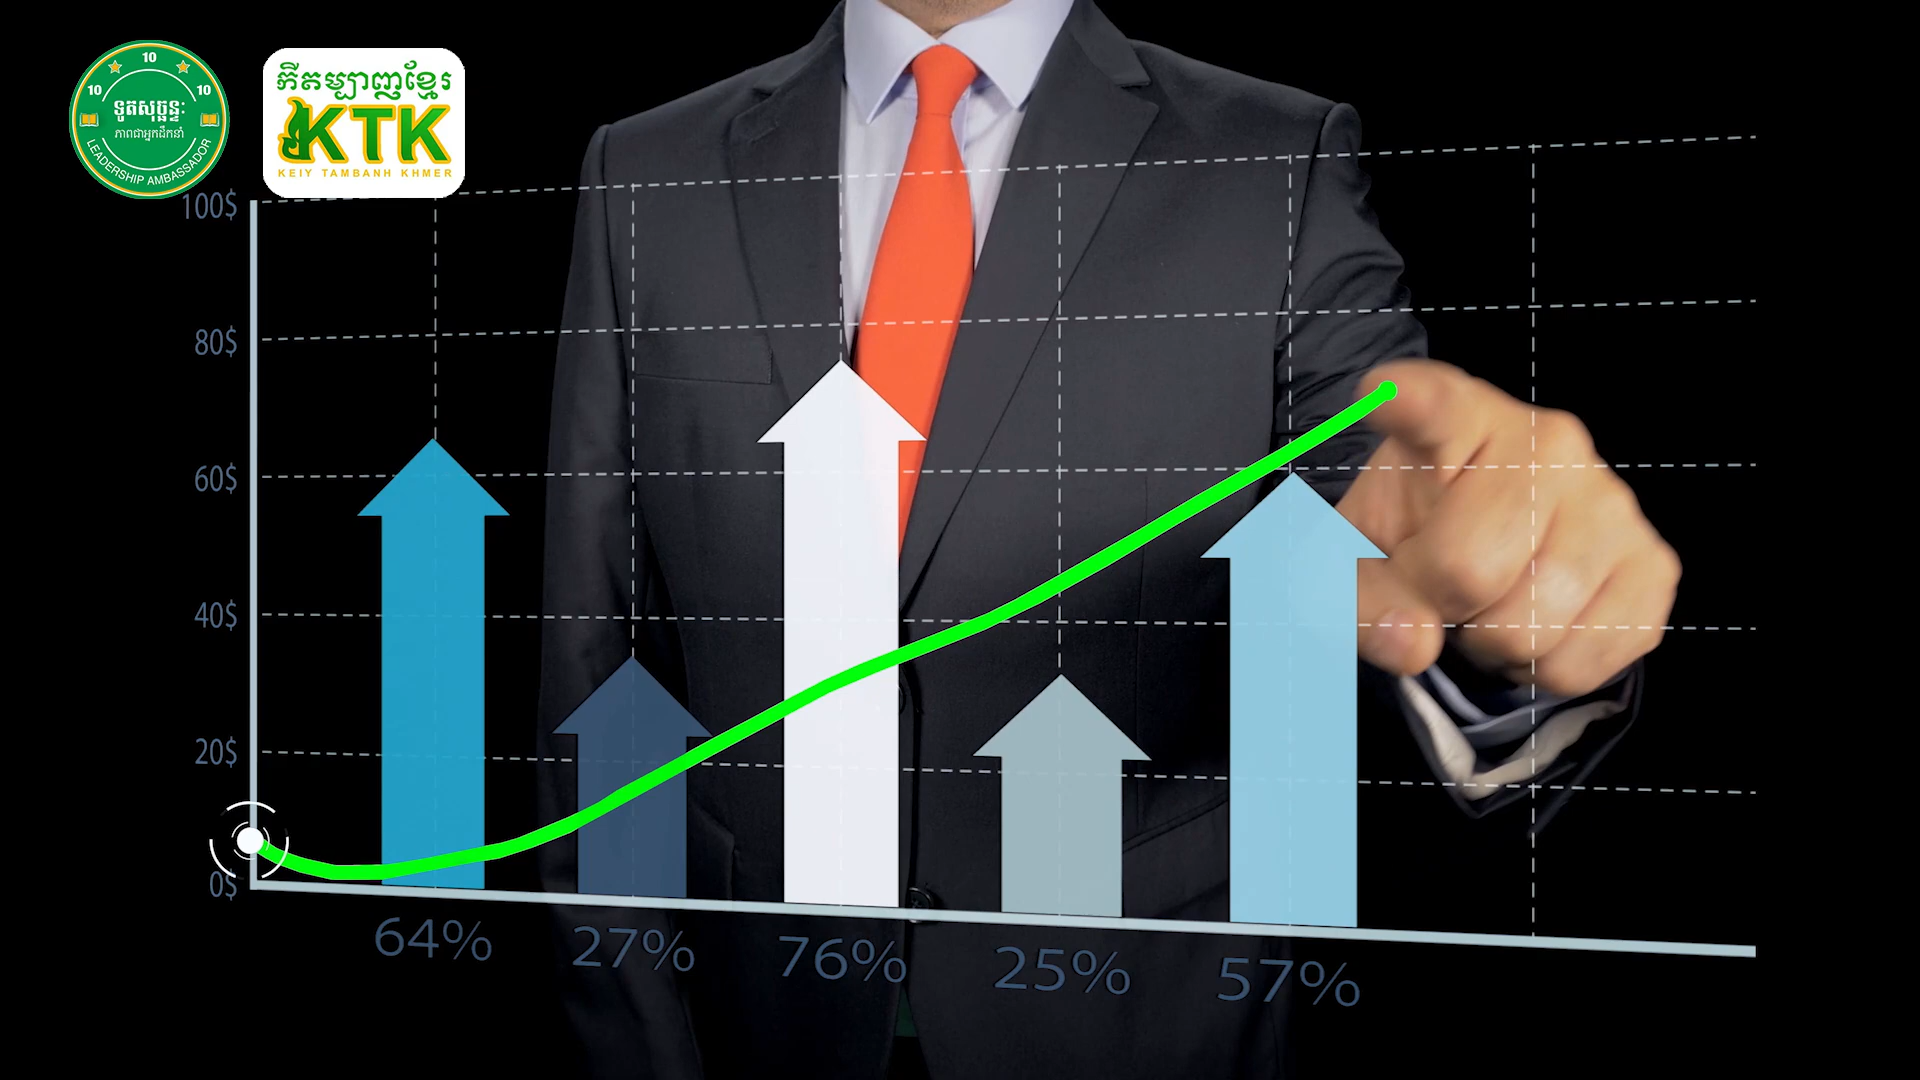 10
10 10
ទូតសុច្ឆន្ទៈ
ភាពជាអ្នកដឹកនាំ
LEADERSHIP AMBASSADOR
កីតម្បាញខ្មែរ
KTK
KEIY TAMBANH KHMER
100$
80$
60$
40$
20$
0$
64% 27% 76% 25% 57%